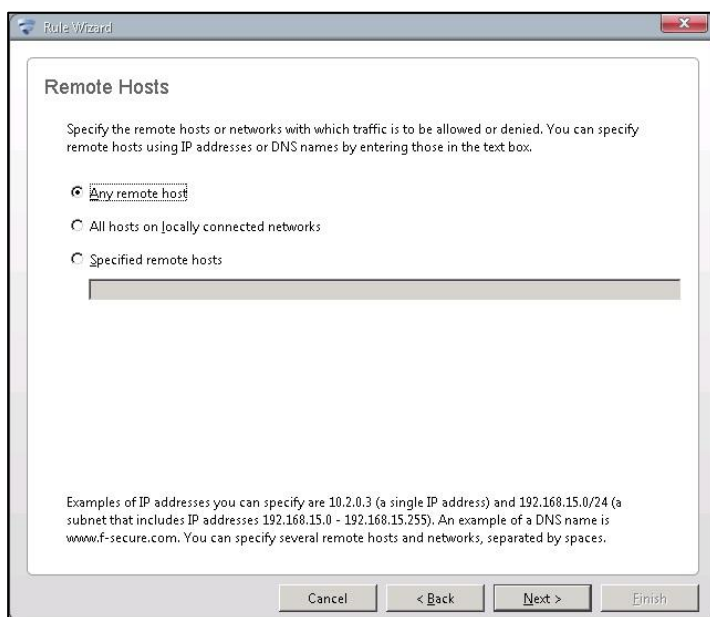 Rule Wizard
Remote Hosts
Specify the remote hosts or networks with which traffic is to be allowed or denied. You can specify
remote hosts using IP addresses or DNS names by entering those in the text box.
Any remote host
All hosts on locally connected networks
Specified remote hosts
Examples of IP addresses you can specify are 10.2.0.3 (a single IP address) and 192.168.15.0/24 (a
subnet that includes IP addresses 192.168.15.0 - 192.168.15.255). An example of a DNS name is
www.f-secure.com. You can specify several remote hosts and networks, separated by spaces.
Cancel < Back Next > Finish